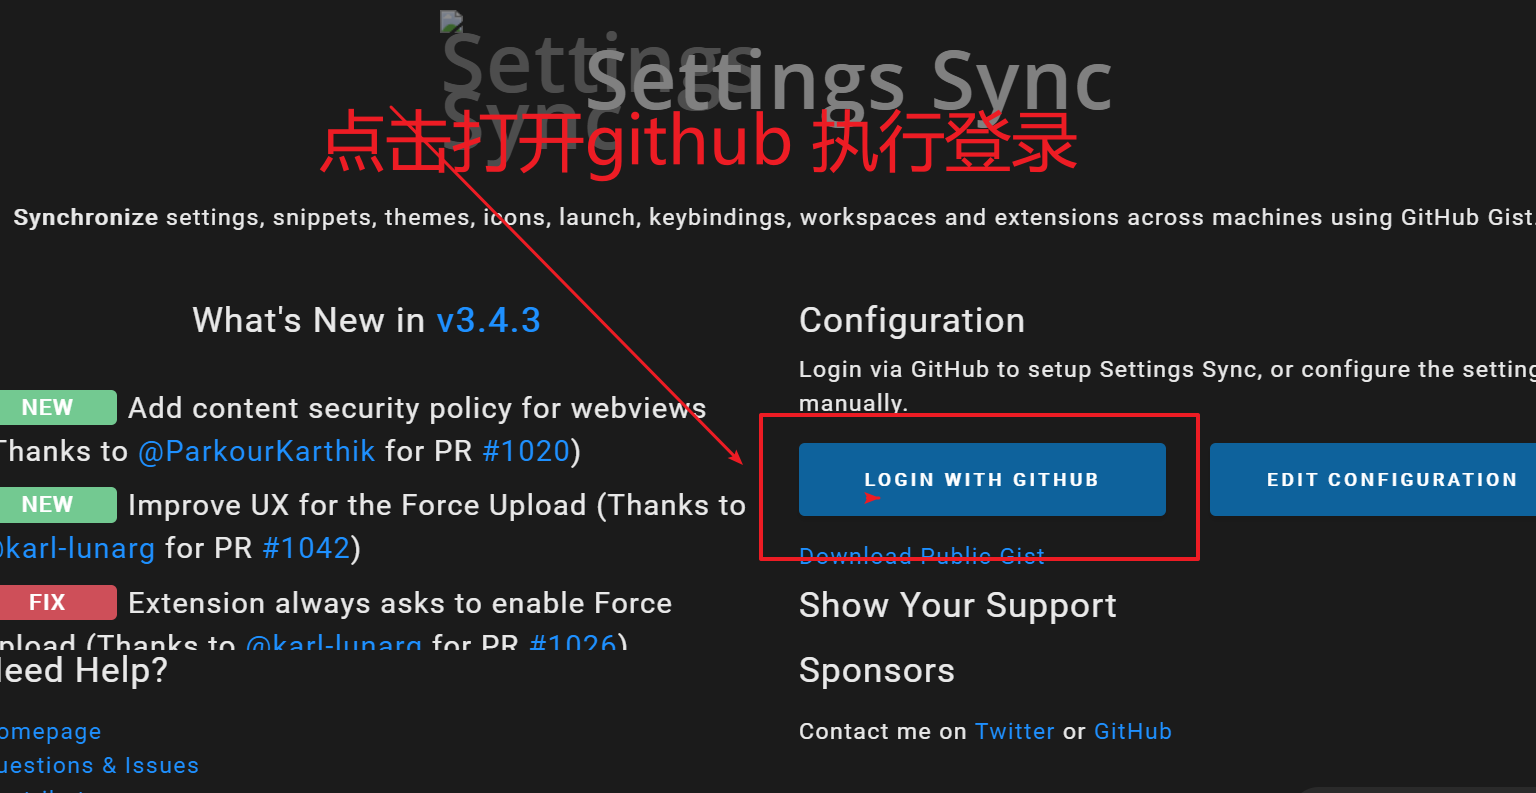 Settings
Sync
Settings Sync
点击打开github 执行登录
Synchronize settings, snippets, themes, icons, launch, keybindings, workspaces and extensions across machines using GitHub Gist.
What's New in v3.4.3
NEW Add content security policy for webviews
Thanks to @ParkourKarthik for PR #1020)
NEW Improve UX for the Force Upload (Thanks to
@karl-lunarg for PR #1042)
FIX Extension always asks to enable Force
pload (Thanks to @karl-lunarg for PR #1026)
eed Help?
omepage
uestions & Issues
Configuration
Login via GitHub to setup Settings Sync, or configure the setting
manually.
LOGIN WITH GITHUB
EDIT CONFIGURATION
Download Public Gist
Show Your Support
Sponsors
Contact me on Twitter or GitHub